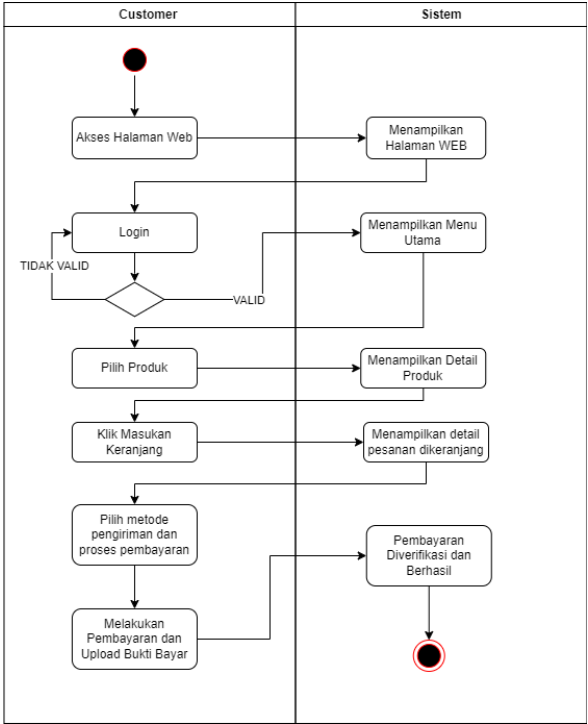 Customer
Sistem
Akses Halaman Web
Menampilkan
Halaman WEB
Login
Menampilkan Menu
Utama
TIDAK VALID
VALID
Pilih Produk
Menampilkan Detail
Produk
Klik Masukan
Keranjang
Menampilkan detail
pesanan dikeranjang
Pilih metode
pengiriman dan
proses pembayaran
Pembayaran
Diverifikasi dan
Berhasil
Melakukan
Pembayaran dan
Upload Bukti Bayar